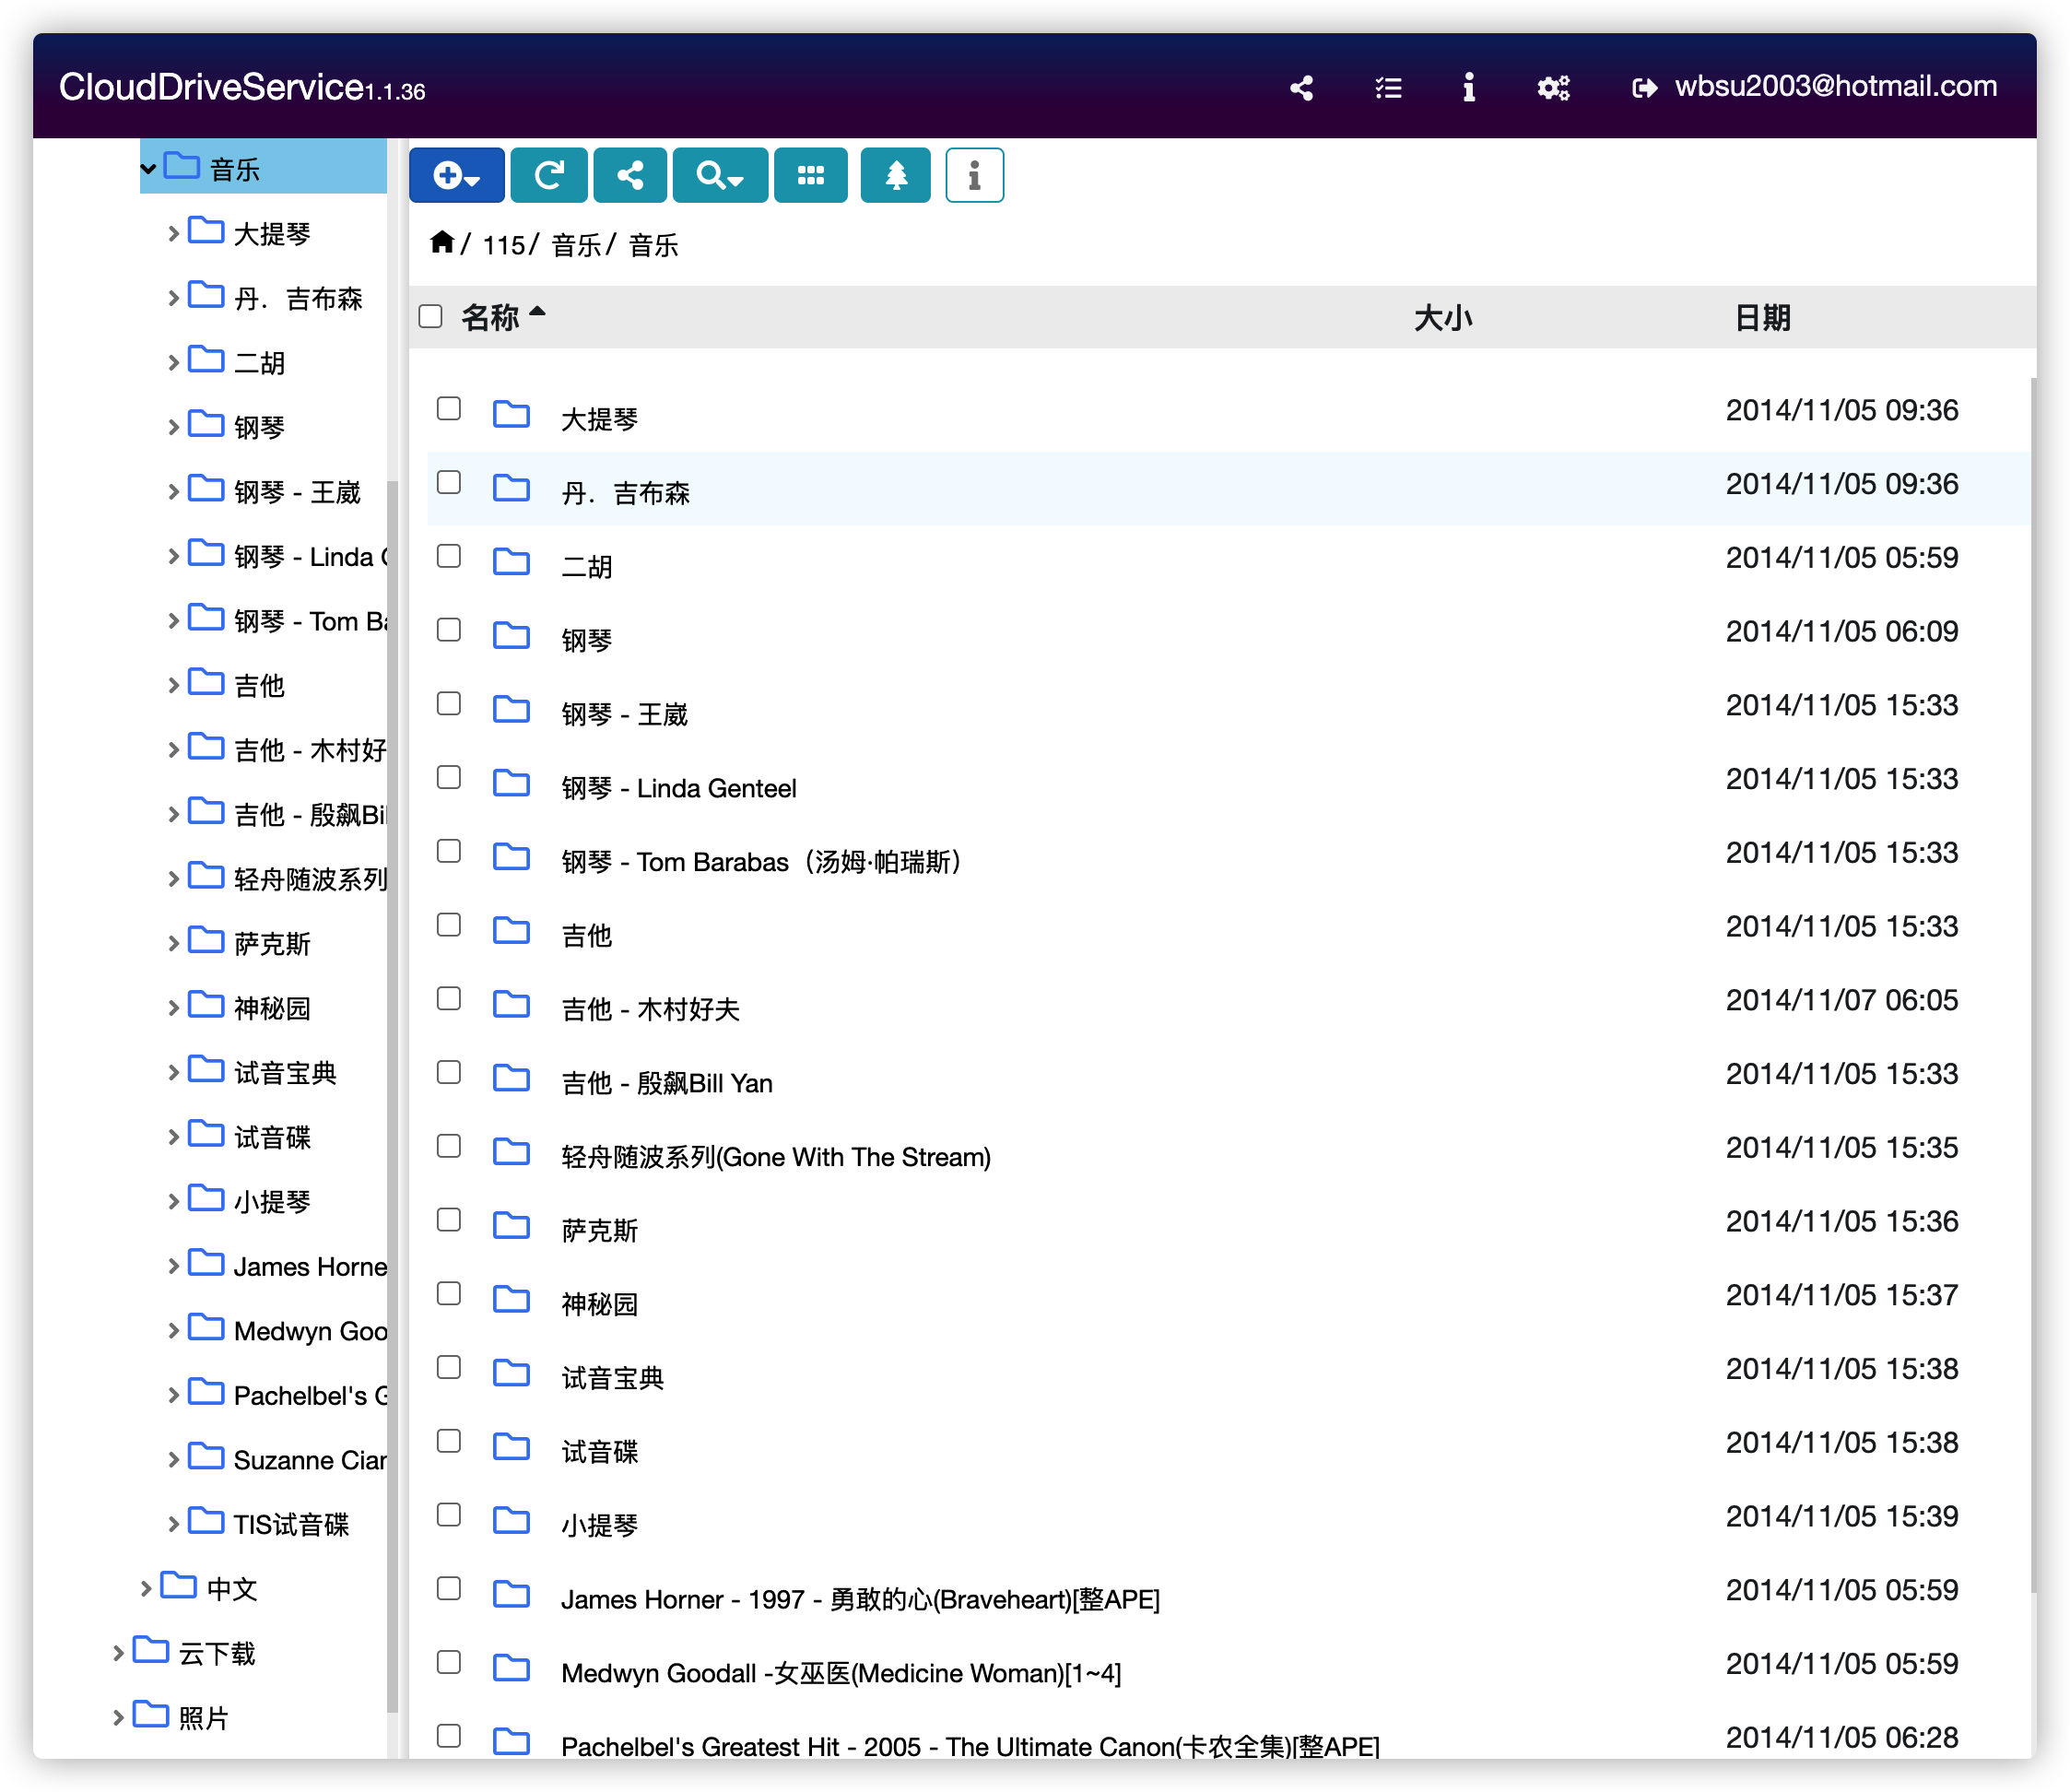 CloudDriveService1.1.36
wbsu2003@hotmail.com
音乐
大提琴
丹．吉布森
二胡
钢琴
钢琴 - 王崴
钢琴 - Linda
钢琴 - Tom
吉他
吉他 - 木村好
吉他 - 殷飙Bil
轻舟随波系列
萨克斯
神秘园
试音宝典
试音碟
小提琴
James Horne
Medwyn Goo
Pachelbel's G
Suzanne Ciar
TIS试音碟
中文
云下载
照片
/ 115/ 音乐/ 音乐
名称 大小 日期
大提琴 2014/11/05 09:36
丹．吉布森 2014/11/05 09:36
二胡 2014/11/05 05:59
钢琴 2014/11/05 06:09
钢琴 - 王崴 2014/11/05 15:33
钢琴 - Linda Genteel 2014/11/05 15:33
钢琴 - Tom Barabas（汤姆·帕瑞斯） 2014/11/05 15:33
吉他 2014/11/05 15:33
吉他 - 木村好夫 2014/11/07 06:05
吉他 - 殷飙Bill Yan 2014/11/05 15:33
轻舟随波系列(Gone With The Stream) 2014/11/05 15:35
萨克斯 2014/11/05 15:36
神秘园 2014/11/05 15:37
试音宝典 2014/11/05 15:38
试音碟 2014/11/05 15:38
小提琴 2014/11/05 15:39
James Horner - 1997 - 勇敢的心(Braveheart)[整APE] 2014/11/05 05:59
Medwyn Goodall -女巫医(Medicine Woman)[1~4] 2014/11/05 05:59
Pachelbel's Greatest Hit - 2005 - The Ultimate Canon(卡农全集)[整APE] 2014/11/05 06:28